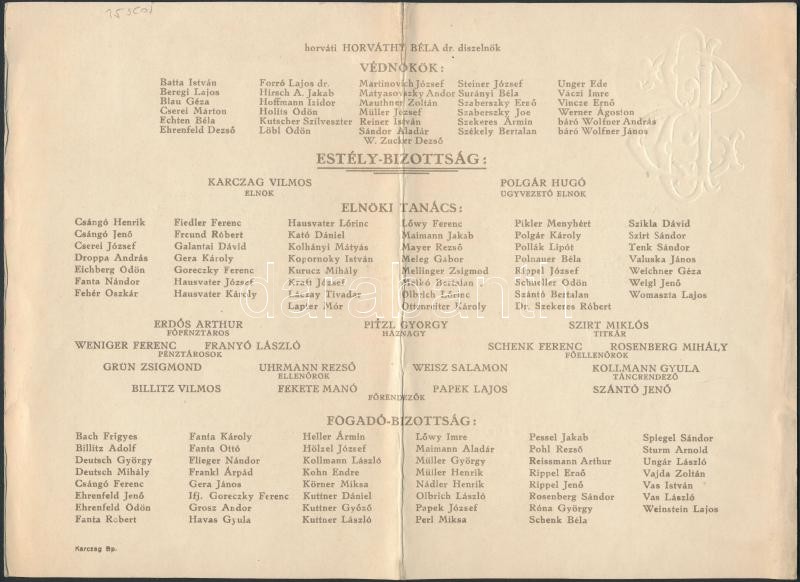 horváti HORVÁTHY BÉLA dr. diszelnök
VÉDNÖKÖK:
Batta István
Beregi Lajos
Blau Géza
Cserei Márton
Echten Béla
Ehrenfeld Dezső
Forró Lajos dr.
Hirsch A. Jakab
Hoffmann Izidor
Holits Ödön
Kutscher Szilveszter
Löbl Ödön
Martinovich József
Matyasovszky Andor
Mauthner Zoltán
Müller József
Reiner István
Sándor Aladár
W. Zucker Dezső
Steiner József
Surányi Béla
Szaberszky Ernő
Szaberszky Joe
Szekeres Ármin
Székely Bertalan
Unger Ede
Váczi Imre
Vincze Ernő
Werner Ágoston
báró Wolfner András
báró Wolfner János
ESTÉLY-BIZOTTSÁG:
KARCZAG VILMOS
ELNÖK
POLGÁR HUGÓ
ÜGYVEZETŐ ELNÖK
ELNÖKI TANÁCS:
Csángó Henrik
Csángó Jenő
Cserei József
Droppa András
Eichberg Ödön
Fanta Nándor
Fehér Oszkár
Fiedler Ferenc
Freund Róbert
Galantai Dávid
Gera Károly
Goreczky Ferenc
Hausvater József
Hausvater Károly
Hausvater Lőrinc
Kató Dániel
Kolhányi Mátyás
Kopornoky István
Kurucz Mihály
Kraft József
Láczay Tivadar
Lapter Mór
Lőwy Ferenc
Maimann Jakab
Mayer Rezső
Meleg Gábor
Mellinger Zsigmod
Melkó Bertalan
Olbrich Lőrinc
Ottenreiter Károly
Pikler Menyhért
Polgár Károly
Pollák Lipót
Polnauer Béla
Rippel József
Schueller Ödön
Szántó Bertalan
Dr. Szekeres Róbert
Szikla Dávid
Szirt Sándor
Tenk Sándor
Valuska János
Weichner Géza
Weigl Jenő
Womaszta Lajos
ERDŐS ARTHUR
FŐPÉNZTÁROS
PITZL GYÖRGY
HÁZNAGY
SZIRT MIKLÓS
TITKÁR
WENIGER FERENC FRANYÓ LÁSZLÓ
PÉNZTÁROSOK
SCHENK FERENC ROSENBERG MIHÁLY
FŐELLENŐRÖK
GRÜN ZSIGMOND UHRMANN REZSŐ WEISZ SALAMON
ELLENŐRÖK
KOLLMANN GYULA
TÁNCRENDEZŐ
BILLITZ VILMOS FEKETE MANÓ PAPEK LAJOS SZÁNTÓ JENŐ
FŐRENDEZŐK
FOGADÓ-BIZOTTSÁG:
Bach Frigyes
Billitz Adolf
Deutsch György
Deutsch Mihály
Csángó Ferenc
Ehrenfeld Jenő
Ehrenfeld Ödön
Fanta Róbert
Fanta Károly
Fanta Ottó
Flieger Nándor
Frankl Árpád
Gera János
Ifj. Goreczky Ferenc
Grosz Andor
Havas Gyula
Heller Ármin
Hölzel József
Kollmann László
Kohn Endre
Körner Miksa
Kuttner Dániel
Kuttner Győző
Kuttner László
Lőwy Imre
Maimann Aladár
Müller György
Müller Henrik
Nádler Henrik
Olbrich László
Papek József
Perl Miksa
Pessel Jakab
Pohl Rezső
Reissmann Arthur
Rippel Ernő
Rippel Jenő
Rosenberg Sándor
Róna György
Schenk Béla
Spiegel Sándor
Sturm Arnold
Ungár László
Vajda Zoltán
Vas István
Vas László
Weinstein Lajos
Karczag Bp.
darabanth